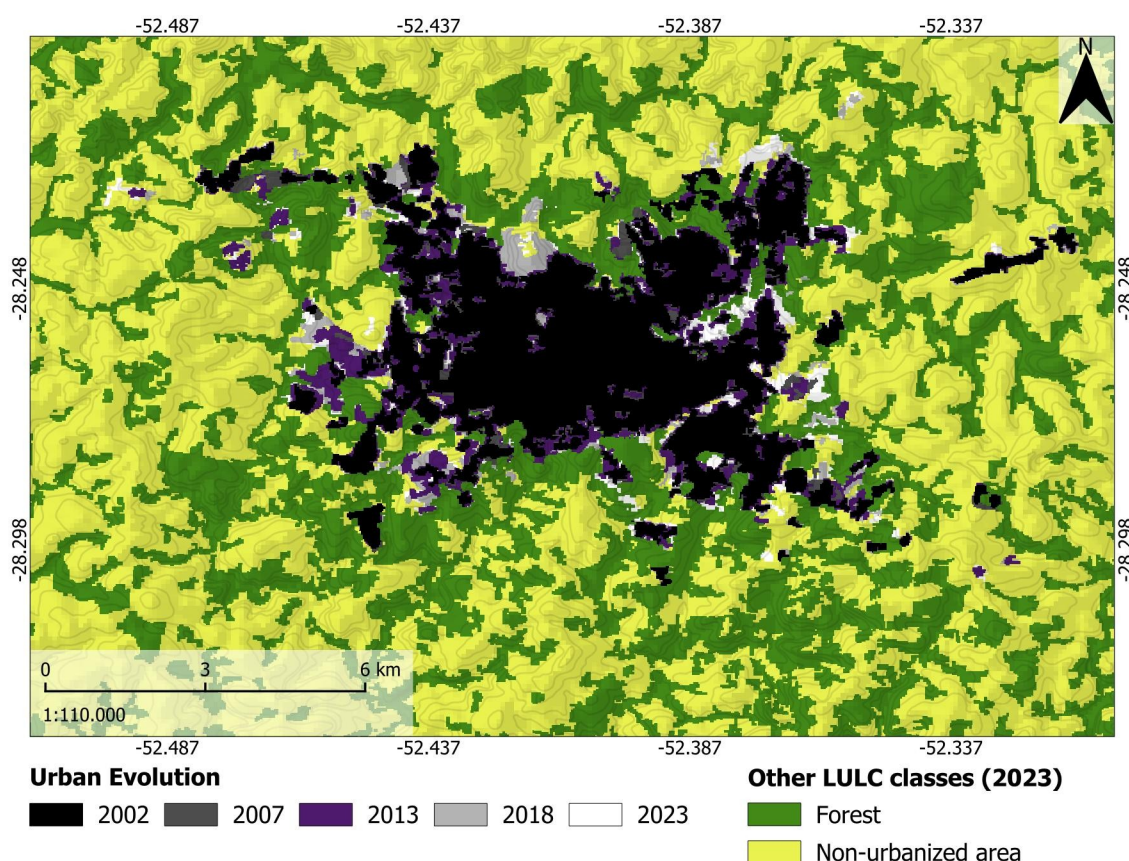 -52.487 -52.437 -52.387 -52.337
N
-28.248 -28.248
-28.298 -28.298
0 3 6 km
1:110.000
-52.487 -52.437 -52.387 -52.337
Urban Evolution Other LULC classes (2023)
2002 2007 2013 2018 2023 Forest
Non-urbanized area